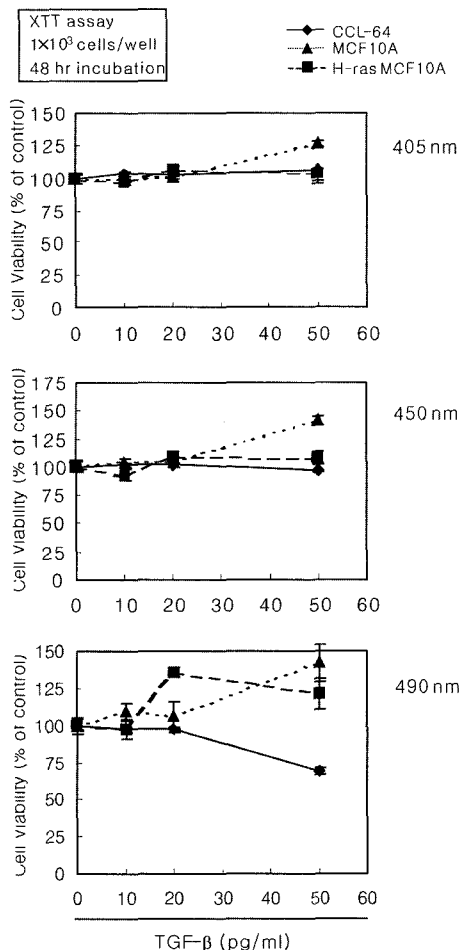 XTT assay
1×10³ cells/well
48 hr incubation
CCL-64
MCF10A
H-ras MCF10A
405 nm
Cell Viability (% of control)
150
125
100
75
50
25
0
0 10 20 30 40 50 60
450 nm
Cell Viability (% of control)
175
150
125
100
75
50
25
0
0 10 20 30 40 50 60
490 nm
Cell Viability (% of control)
150
125
100
75
50
25
0
0 10 20 30 40 50 60
TGF-β (pg/ml)